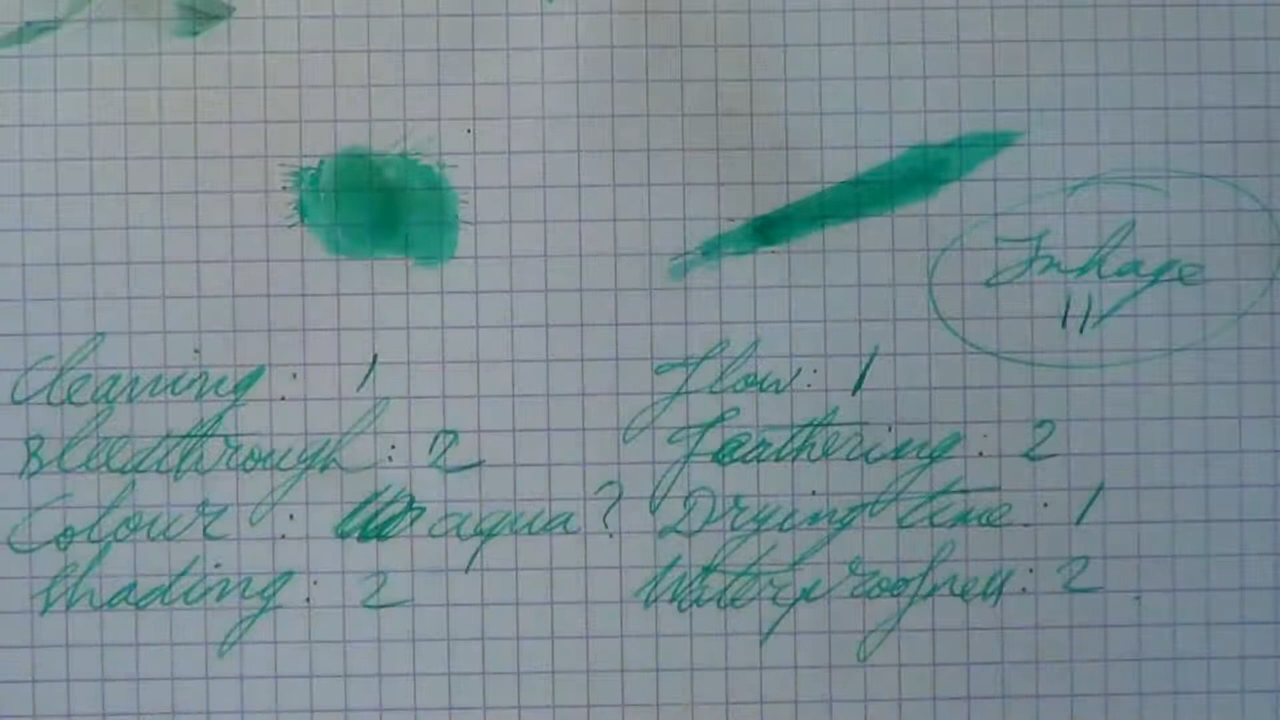 Inkage
11
Cleaning : 1
Flow : 1
Bleedthrough : 2
Feathering : 2
Colour : aqua?
Drying time : 1
Shading : 2
Waterproofness : 2